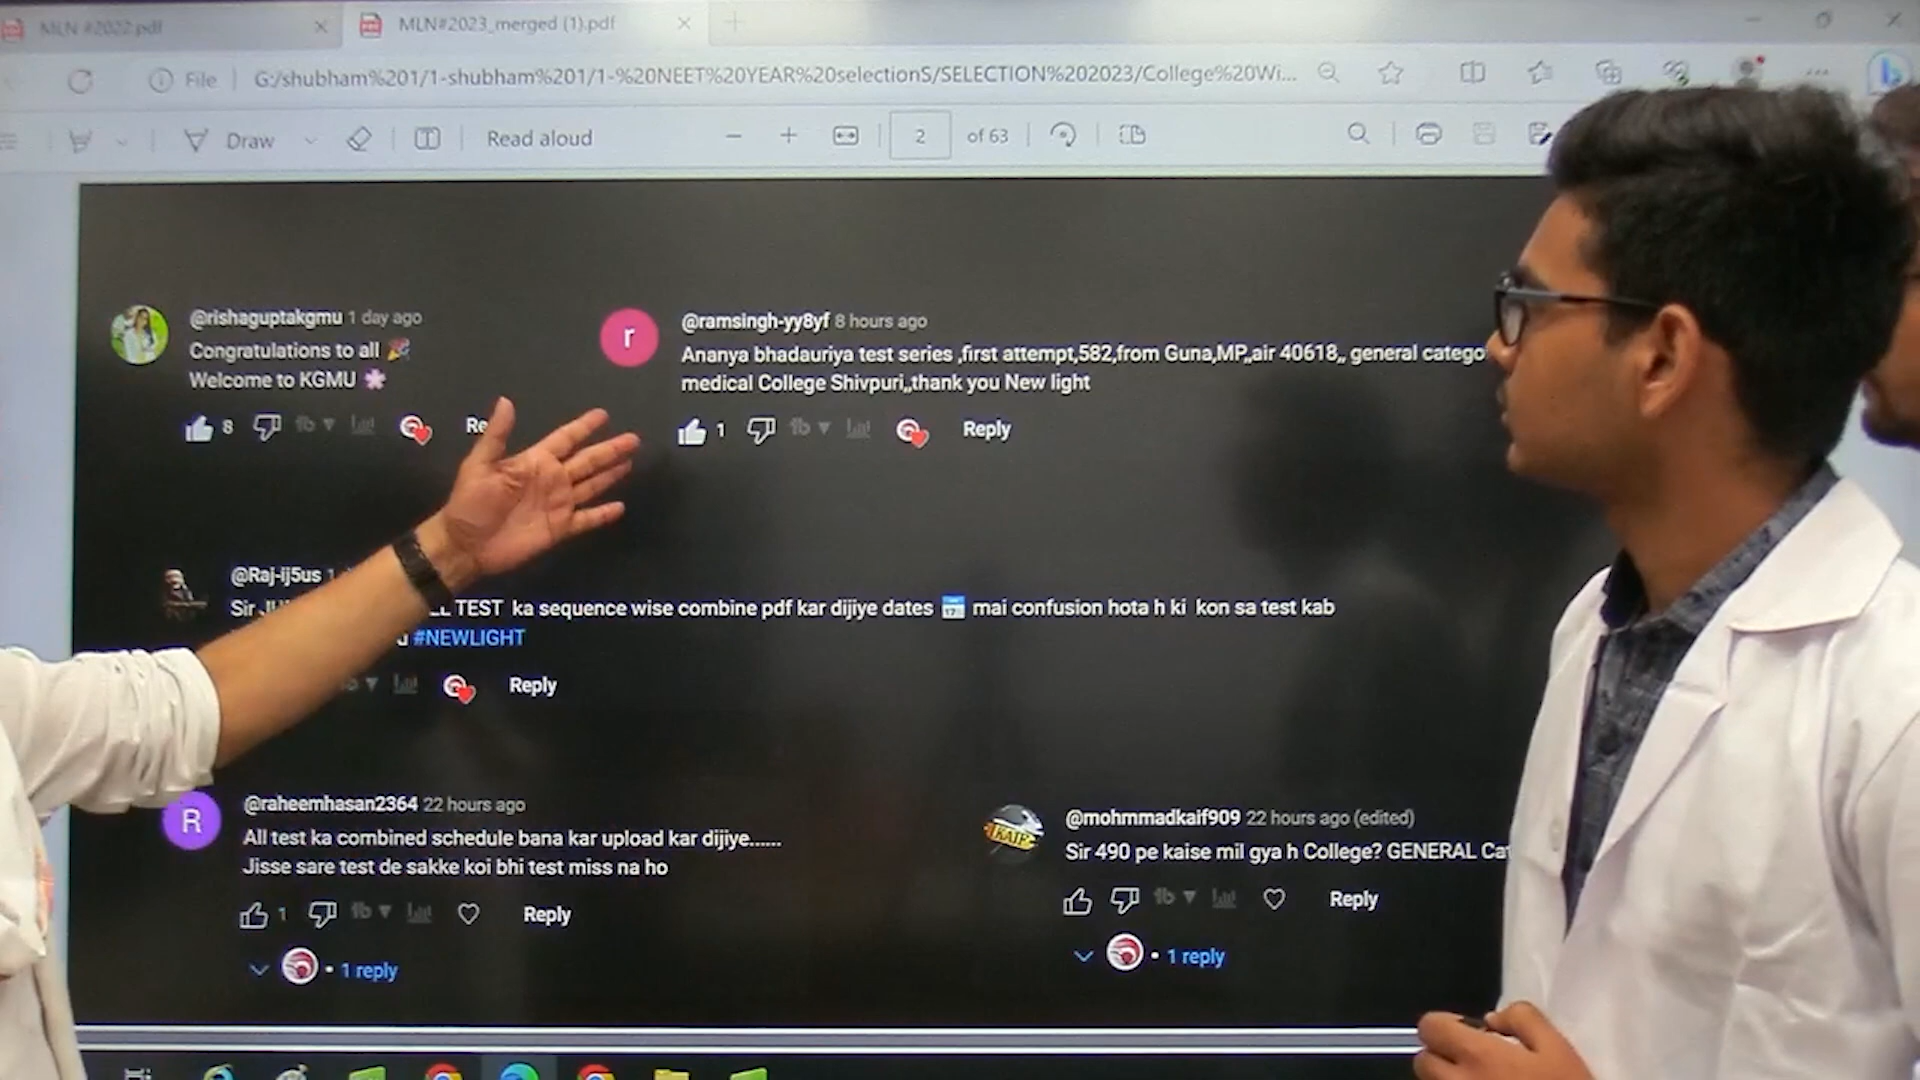 MLN #2022.pdf
MLN#2023_merged (1).pdf
File
G:/shubham%201/1-shubham%201/1-%20NEET%20YEAR%20selectionS/SELECTION%202023/College%20Wi...
Draw
Read aloud
2 of 63
@rishaguptakgmu 1 day ago
Congratulations to all
Welcome to KGMU
8
@ramsingh-yy8yf 8 hours ago
Ananya bhadauriya test series ,first attempt,582,from Guna,MP,,air 40618,, general catego
medical College Shivpuri,,thank you New light
1 Reply
@Raj-ij5us 1
Sir TEST ka sequence wise combine pdf kar dijiye dates mai confusion hota h ki kon sa test kab
#NEWLIGHT
Reply
R
@raheemhasan2364 22 hours ago
All test ka combined schedule bana kar upload kar dijiye......
Jisse sare test de sakke koi bhi test miss na ho
1 Reply
• 1 reply
@mohmmadkaif909 22 hours ago (edited)
Sir 490 pe kaise mil gya h College? GENERAL Cat
Reply
• 1 reply